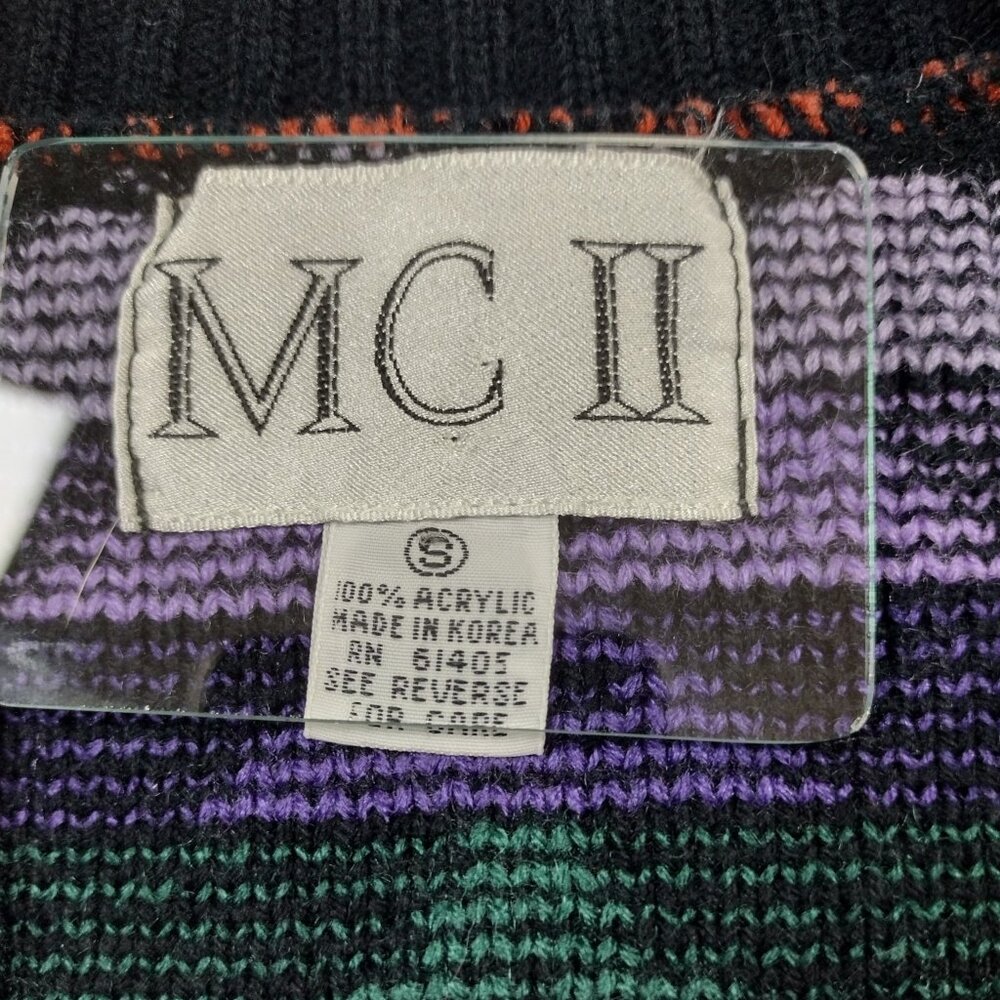 MC II
S
100% ACRYLIC
MADE IN KOREA
RN 61405
SEE REVERSE
FOR CARE